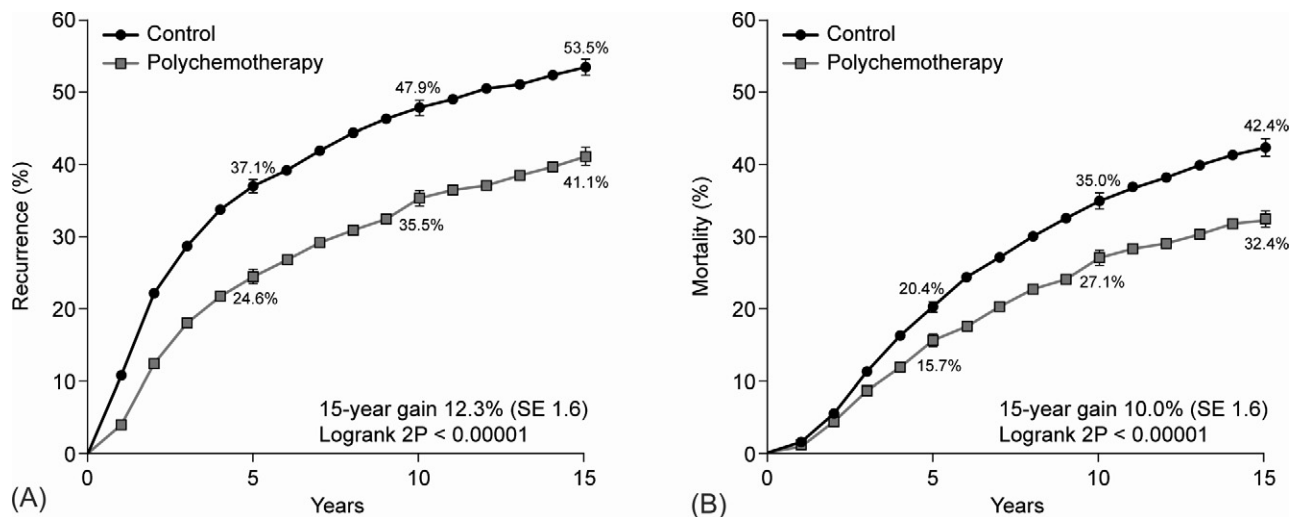 60
50
40
30
20
10
0
Recurrence (%)
Control
Polychemotherapy
37.1%
47.9%
53.5%
24.6%
35.5%
41.1%
15-year gain 12.3% (SE 1.6)
Logrank 2P < 0.00001
0 5 10 15
Years
(A)
60
50
40
30
20
10
0
Mortality (%)
Control
Polychemotherapy
20.4%
35.0%
42.4%
15.7%
27.1%
32.4%
15-year gain 10.0% (SE 1.6)
Logrank 2P < 0.00001
0 5 10 15
Years
(B)